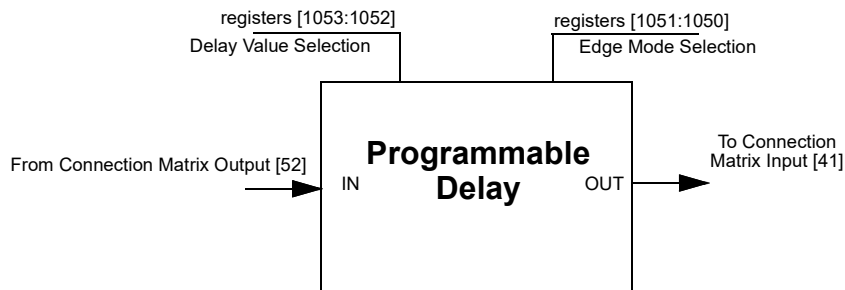 registers [1053:1052]
Delay Value Selection
registers [1051:1050]
Edge Mode Selection
From Connection Matrix Output [52]
IN
Programmable
Delay
OUT
To Connection
Matrix Input [41]